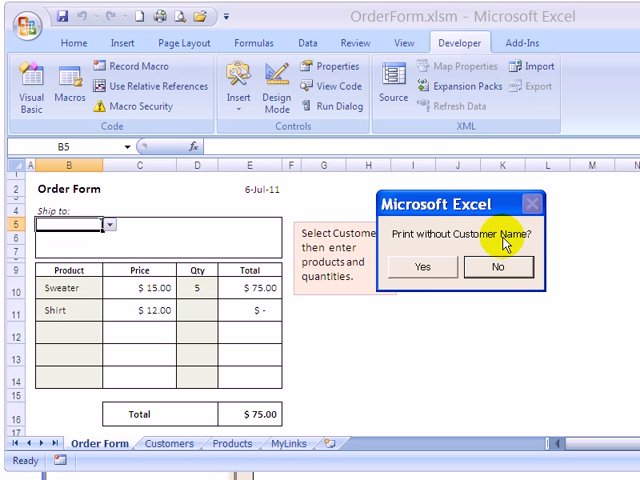 OrderForm.xlsm - Microsoft Excel
Home Insert Page Layout Formulas Data Review View Developer Add-Ins
Visual Basic
Macros
Record Macro
Use Relative References
Macro Security
Code
Insert
Design Mode
Properties
View Code
Run Dialog
Controls
Source
Map Properties
Expansion Packs
Refresh Data
Import
Export
XML
B5
fx
A B C D E F G H I J K L M N
1
2 Order Form 6-Jul-11
3
4 Ship to:
5
6
7
9 Product Price Qty Total
10 Sweater $ 15.00 5 $ 75.00
11 Shirt $ 12.00 $ -
12
13
14
15
16 Total $ 75.00
Select Custome
then enter
products and
quantities.
Microsoft Excel
Print without Customer Name?
Yes No
Order Form Customers Products MyLinks
Ready